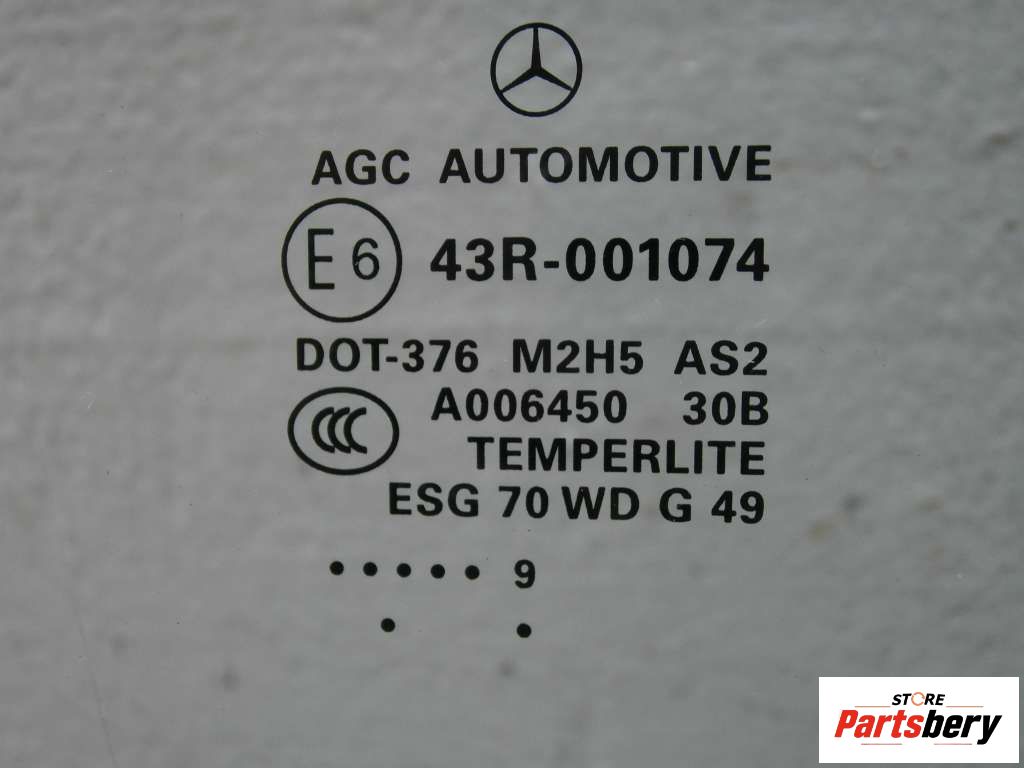 AGC AUTOMOTIVE
E6 43R-001074
DOT-376 M2H5 AS2
CCC A006450 30B
TEMPERLITE
ESG 70 WD G 49
• • • • • 9
• •
STORE
Partsbery